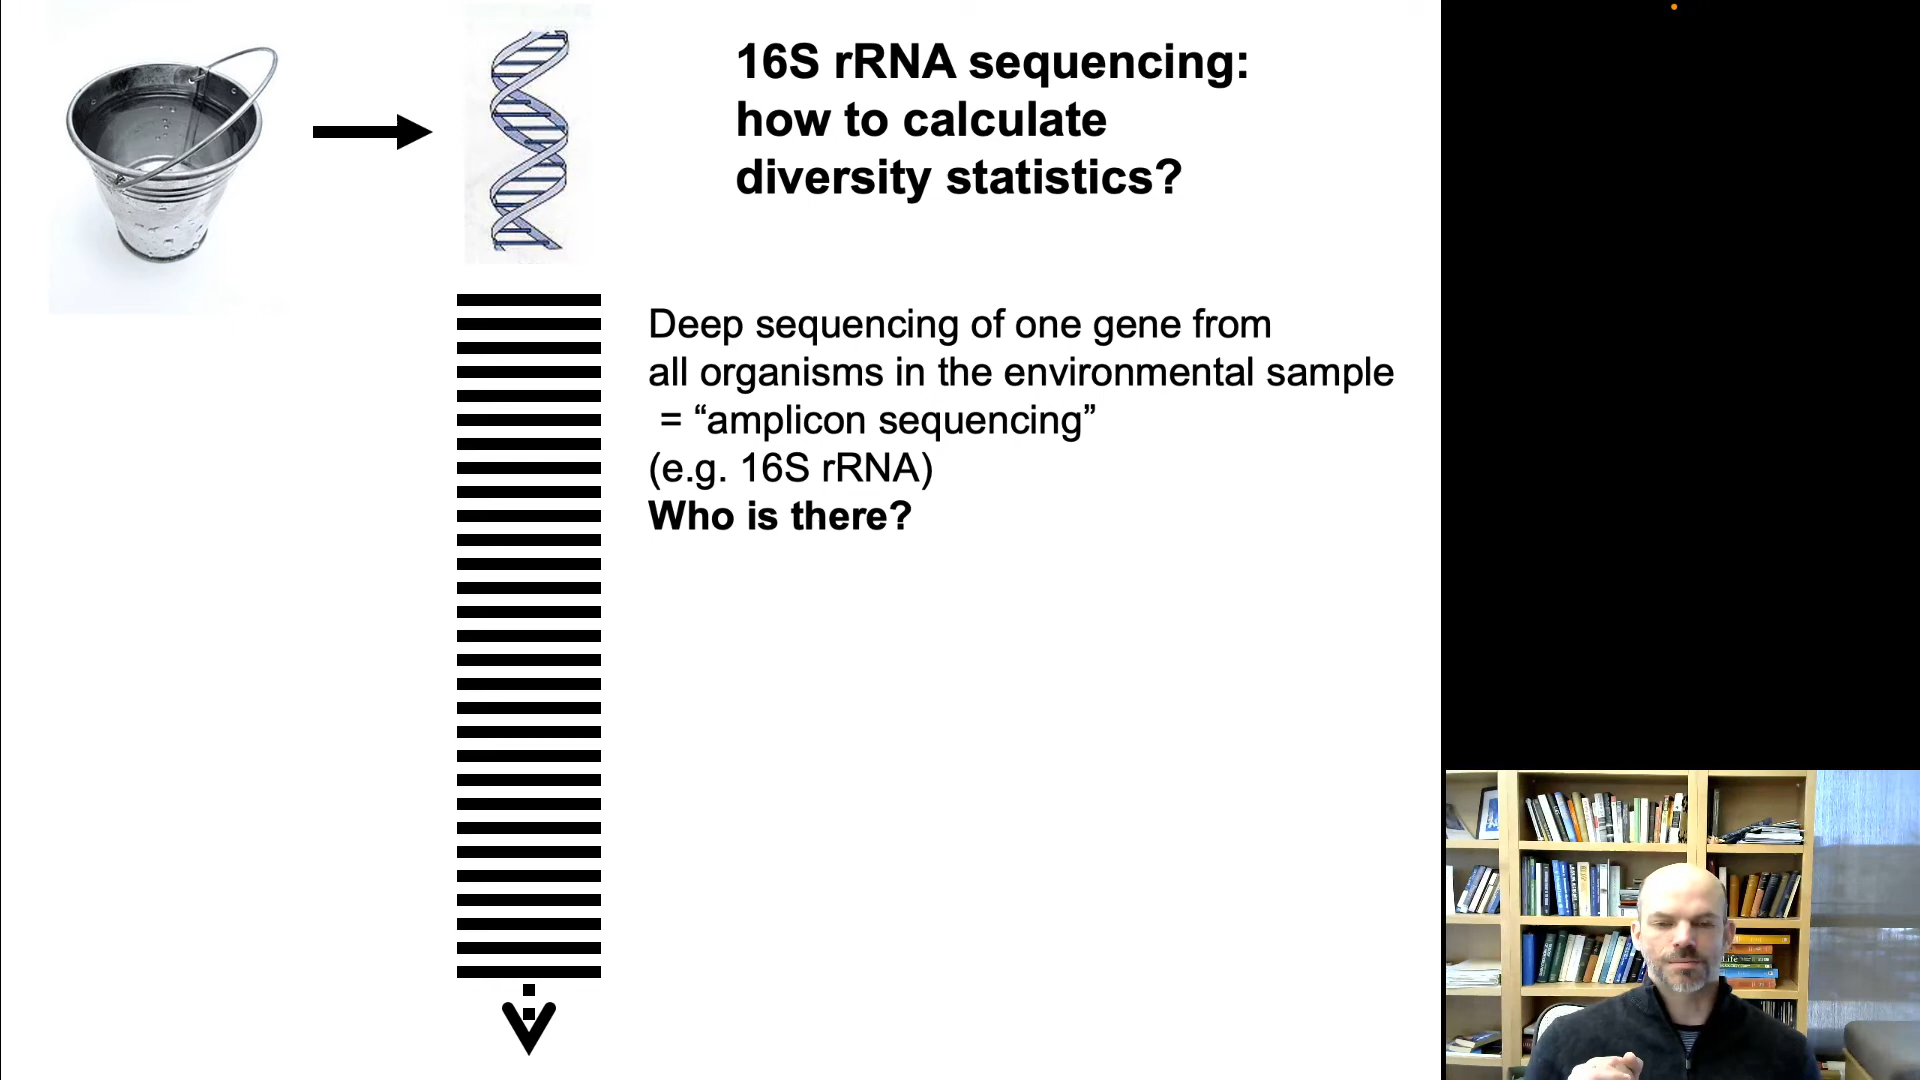 16S rRNA sequencing:
how to calculate
diversity statistics?
Deep sequencing of one gene from
all organisms in the environmental sample
= “amplicon sequencing”
(e.g. 16S rRNA)
Who is there?
Life